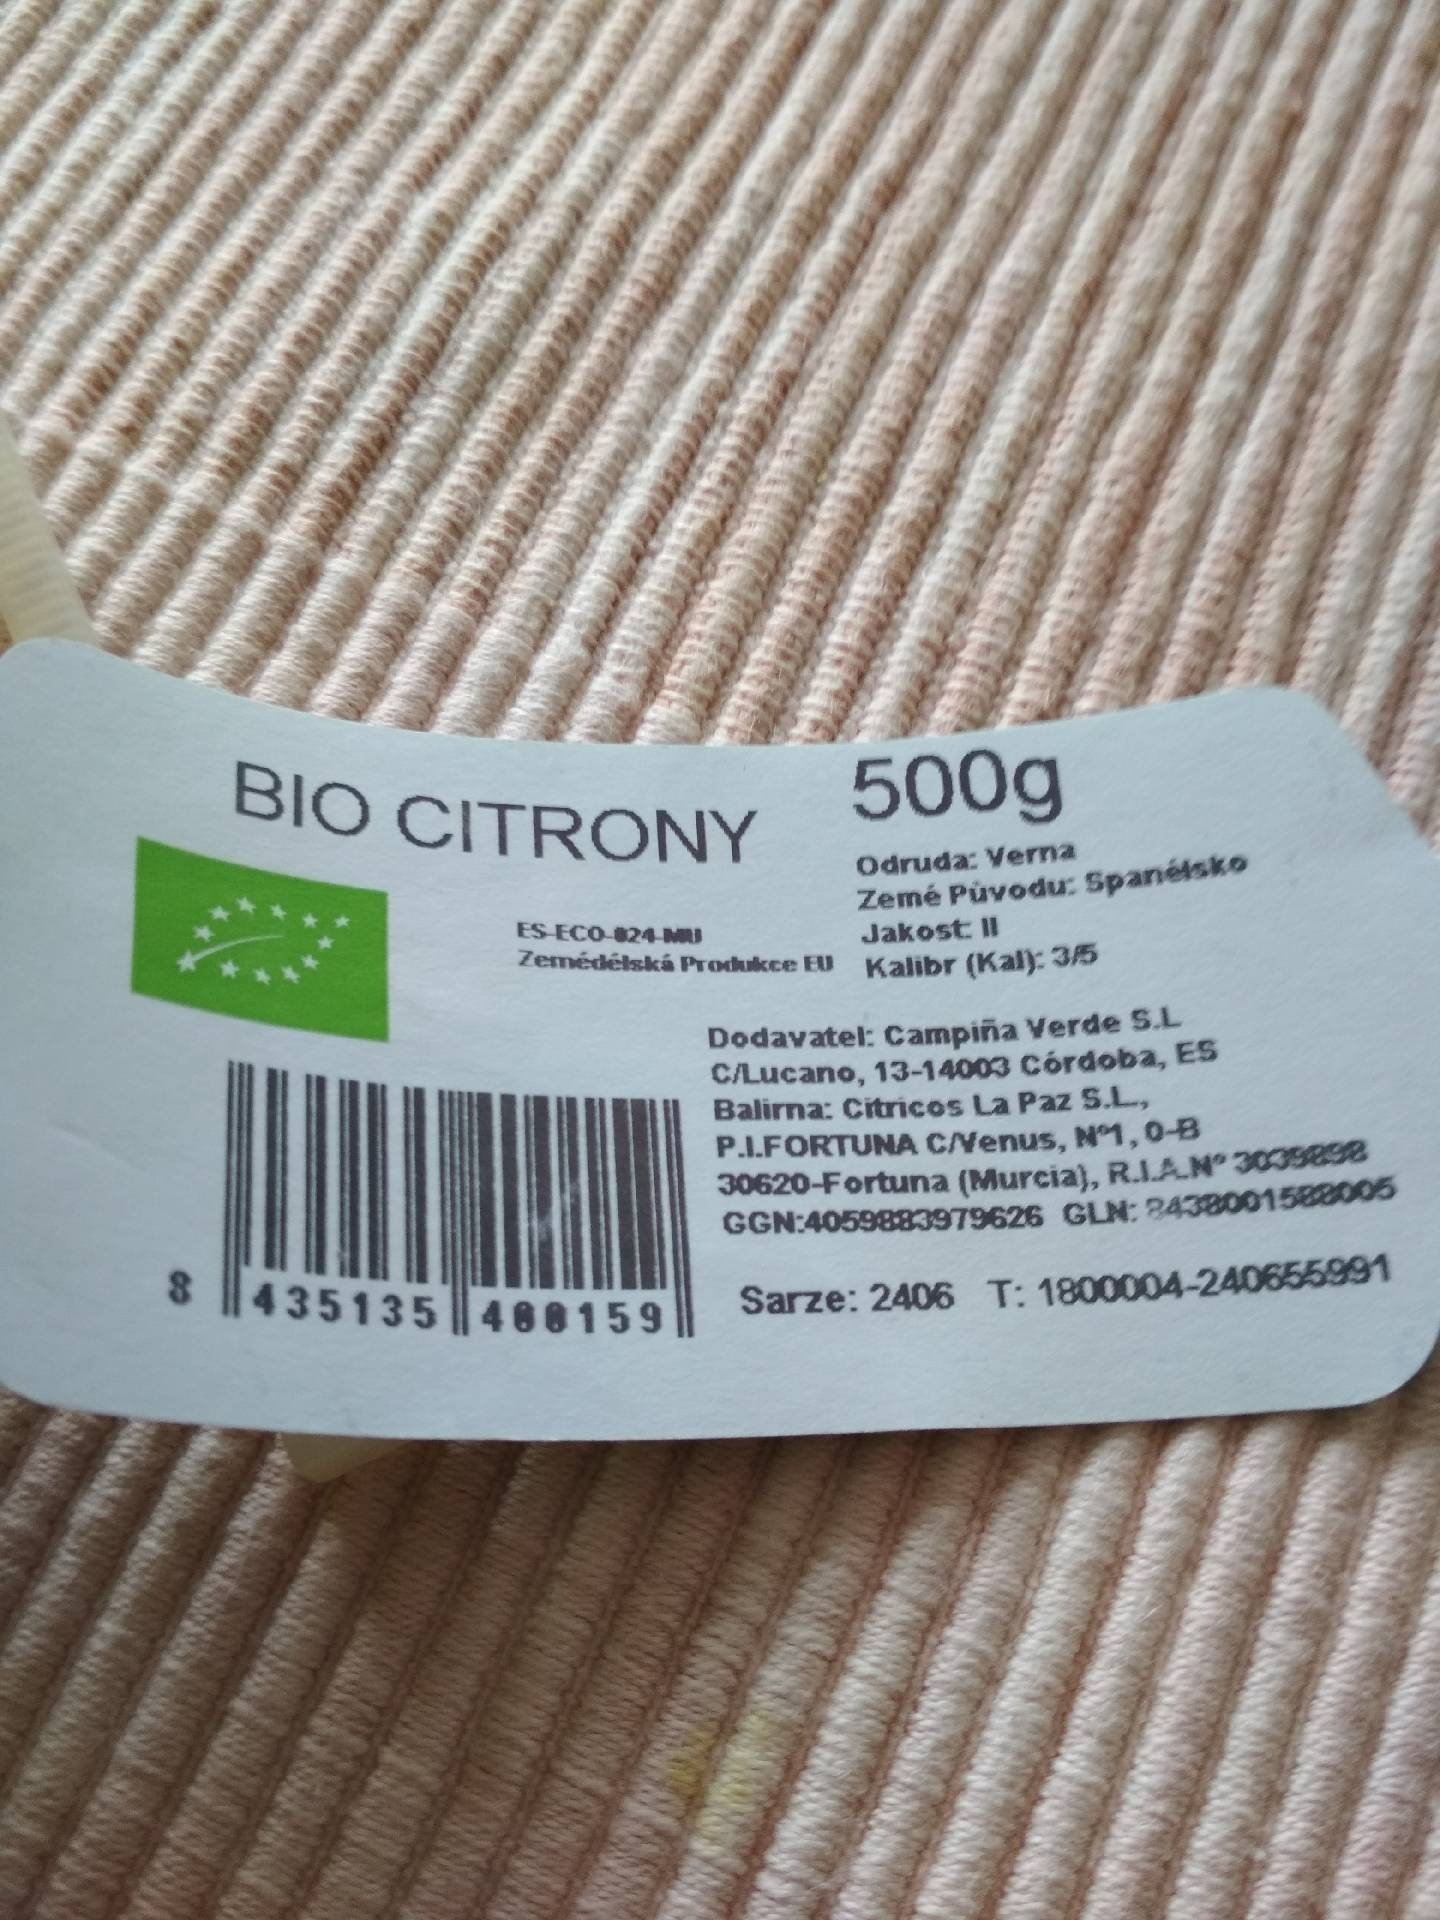 BIO CITRONY 500g
Odruda: Verna
Zemé Pùvodu: Spanélsko
Jakost: II
Kalibr (Kal): 3/5
ES-ECO-024-MU
Zemédélská Produkce EU
Dodavatel: Campiña Verde S.L
C/Lucano, 13-14003 Córdoba, ES
Balirna: Citricos La Paz S.L.,
P.I.FORTUNA C/Venus, Nº1, 0-B
30620-Fortuna (Murcia), R.I.A.Nº 3039898
GGN:4059883979626 GLN: 8438001588005
Sarze: 2406 T: 1800004-240655991
8 435135 400159